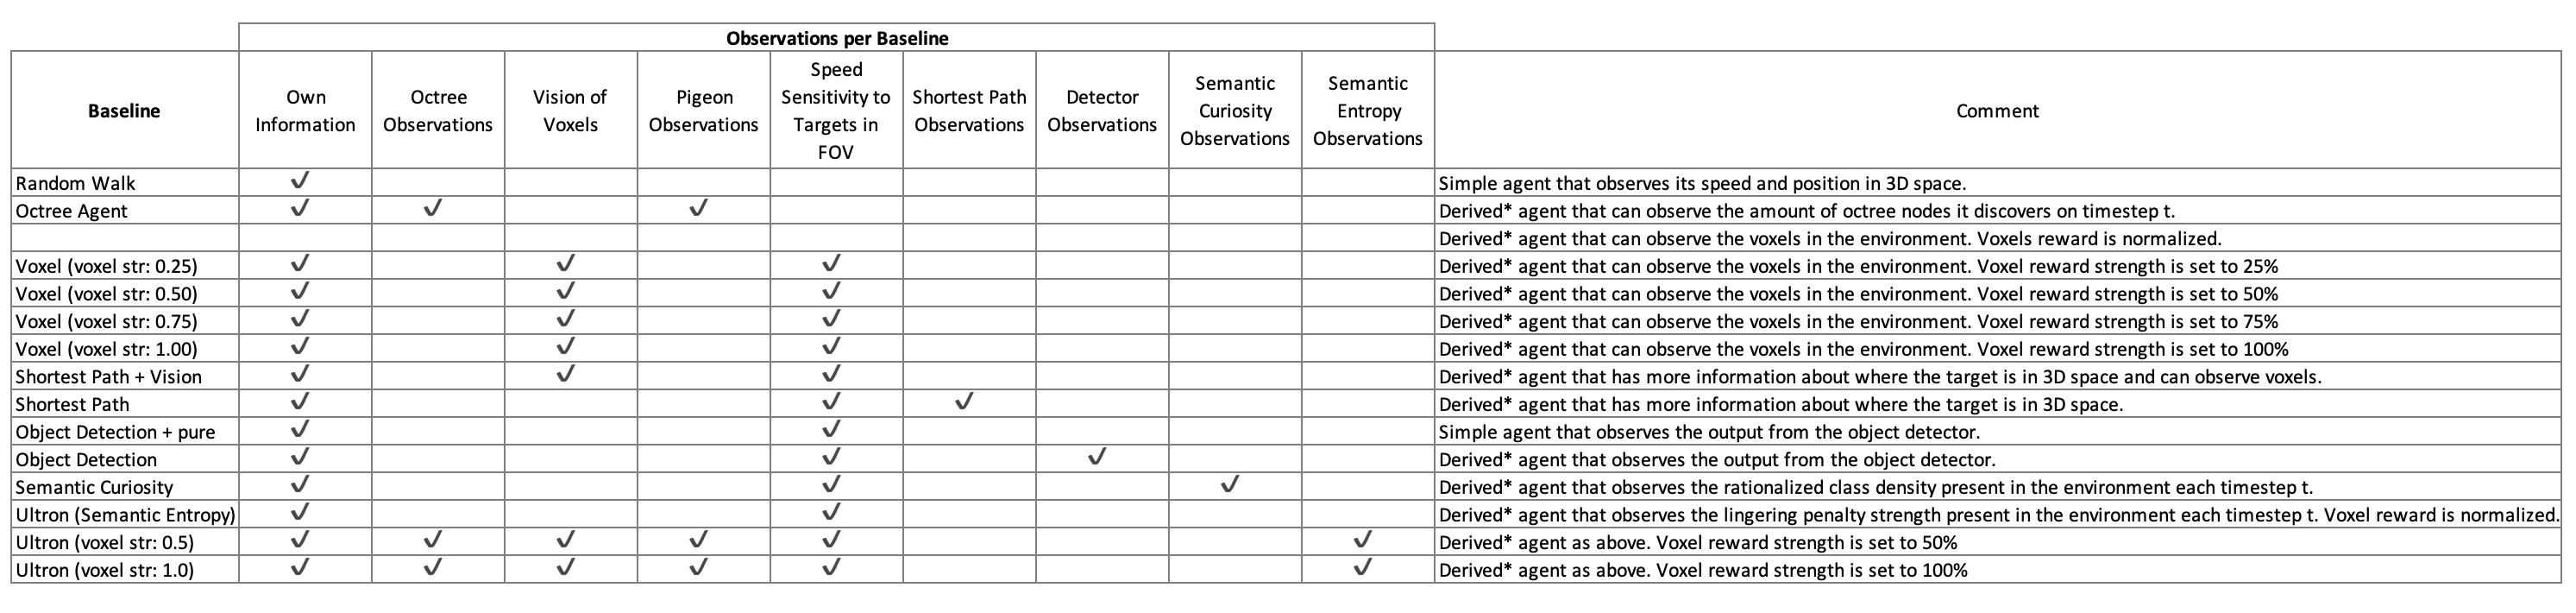 Observations per Baseline
Baseline Own Information Octree Observations Vision of Voxels Pigeon Observations Speed Sensitivity to Targets in FOV Shortest Path Observations Detector Observations Semantic Curiosity Observations Semantic Entropy Observations Comment
Random Walk ✓ Simple agent that observes its speed and position in 3D space.
Octree Agent ✓ ✓ ✓ Derived* agent that can observe the amount of octree nodes it discovers on timestep t.
Derived* agent that can observe the voxels in the environment. Voxels reward is normalized.
Voxel (voxel str: 0.25) ✓ ✓ ✓ Derived* agent that can observe the voxels in the environment. Voxel reward strength is set to 25%
Voxel (voxel str: 0.50) ✓ ✓ ✓ Derived* agent that can observe the voxels in the environment. Voxel reward strength is set to 50%
Voxel (voxel str: 0.75) ✓ ✓ ✓ Derived* agent that can observe the voxels in the environment. Voxel reward strength is set to 75%
Voxel (voxel str: 1.00) ✓ ✓ ✓ Derived* agent that can observe the voxels in the environment. Voxel reward strength is set to 100%
Shortest Path + Vision ✓ ✓ ✓ Derived* agent that has more information about where the target is in 3D space and can observe voxels.
Shortest Path ✓ ✓ ✓ Derived* agent that has more information about where the target is in 3D space.
Object Detection + pure ✓ ✓ Simple agent that observes the output from the object detector.
Object Detection ✓ ✓ ✓ Derived* agent that observes the output from the object detector.
Semantic Curiosity ✓ ✓ ✓ Derived* agent that observes the rationalized class density present in the environment each timestep t.
Ultron (Semantic Entropy) ✓ ✓ Derived* agent that observes the lingering penalty strength present in the environment each timestep t. Voxel reward is normalized.
Ultron (voxel str: 0.5) ✓ ✓ ✓ ✓ ✓ ✓ Derived* agent as above. Voxel reward strength is set to 50%
Ultron (voxel str: 1.0) ✓ ✓ ✓ ✓ ✓ ✓ Derived* agent as above. Voxel reward strength is set to 100%